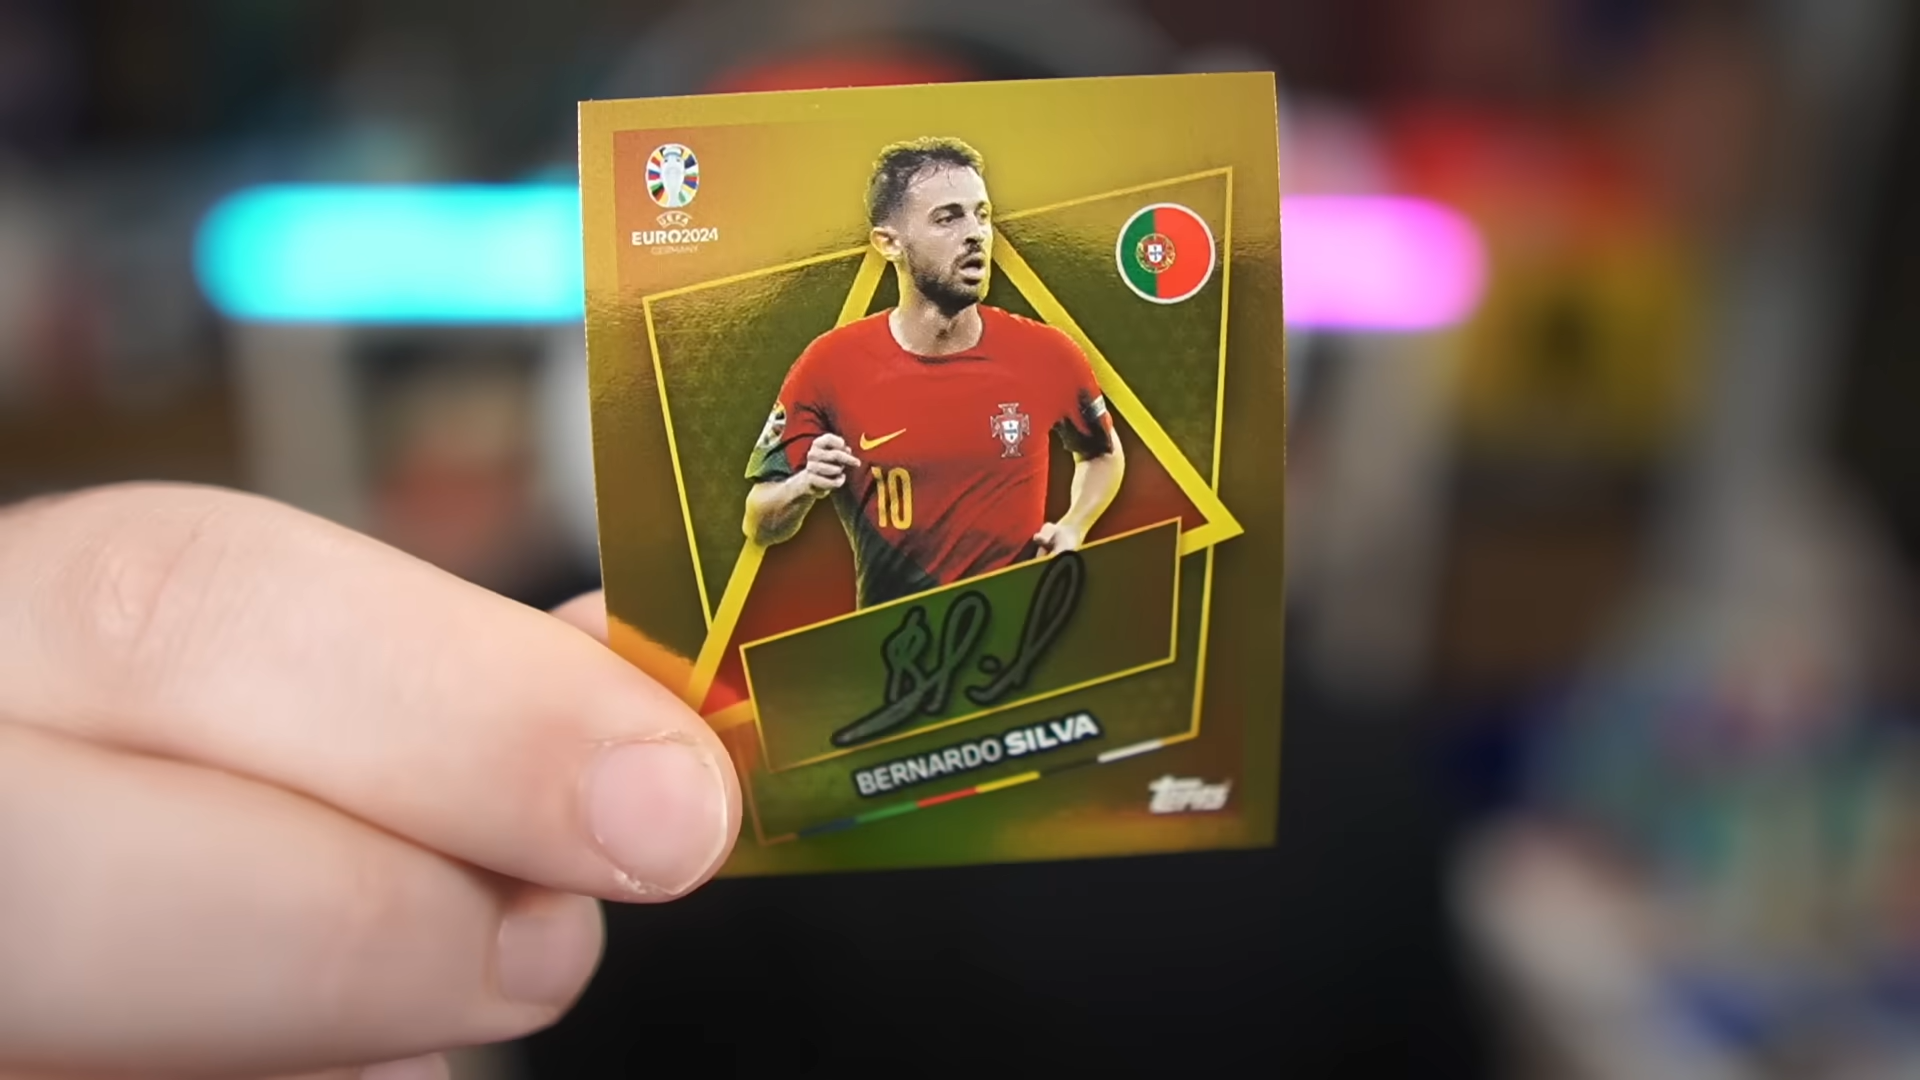 UEFA
EURO2024
GERMANY
10
BERNARDO SILVA
topps